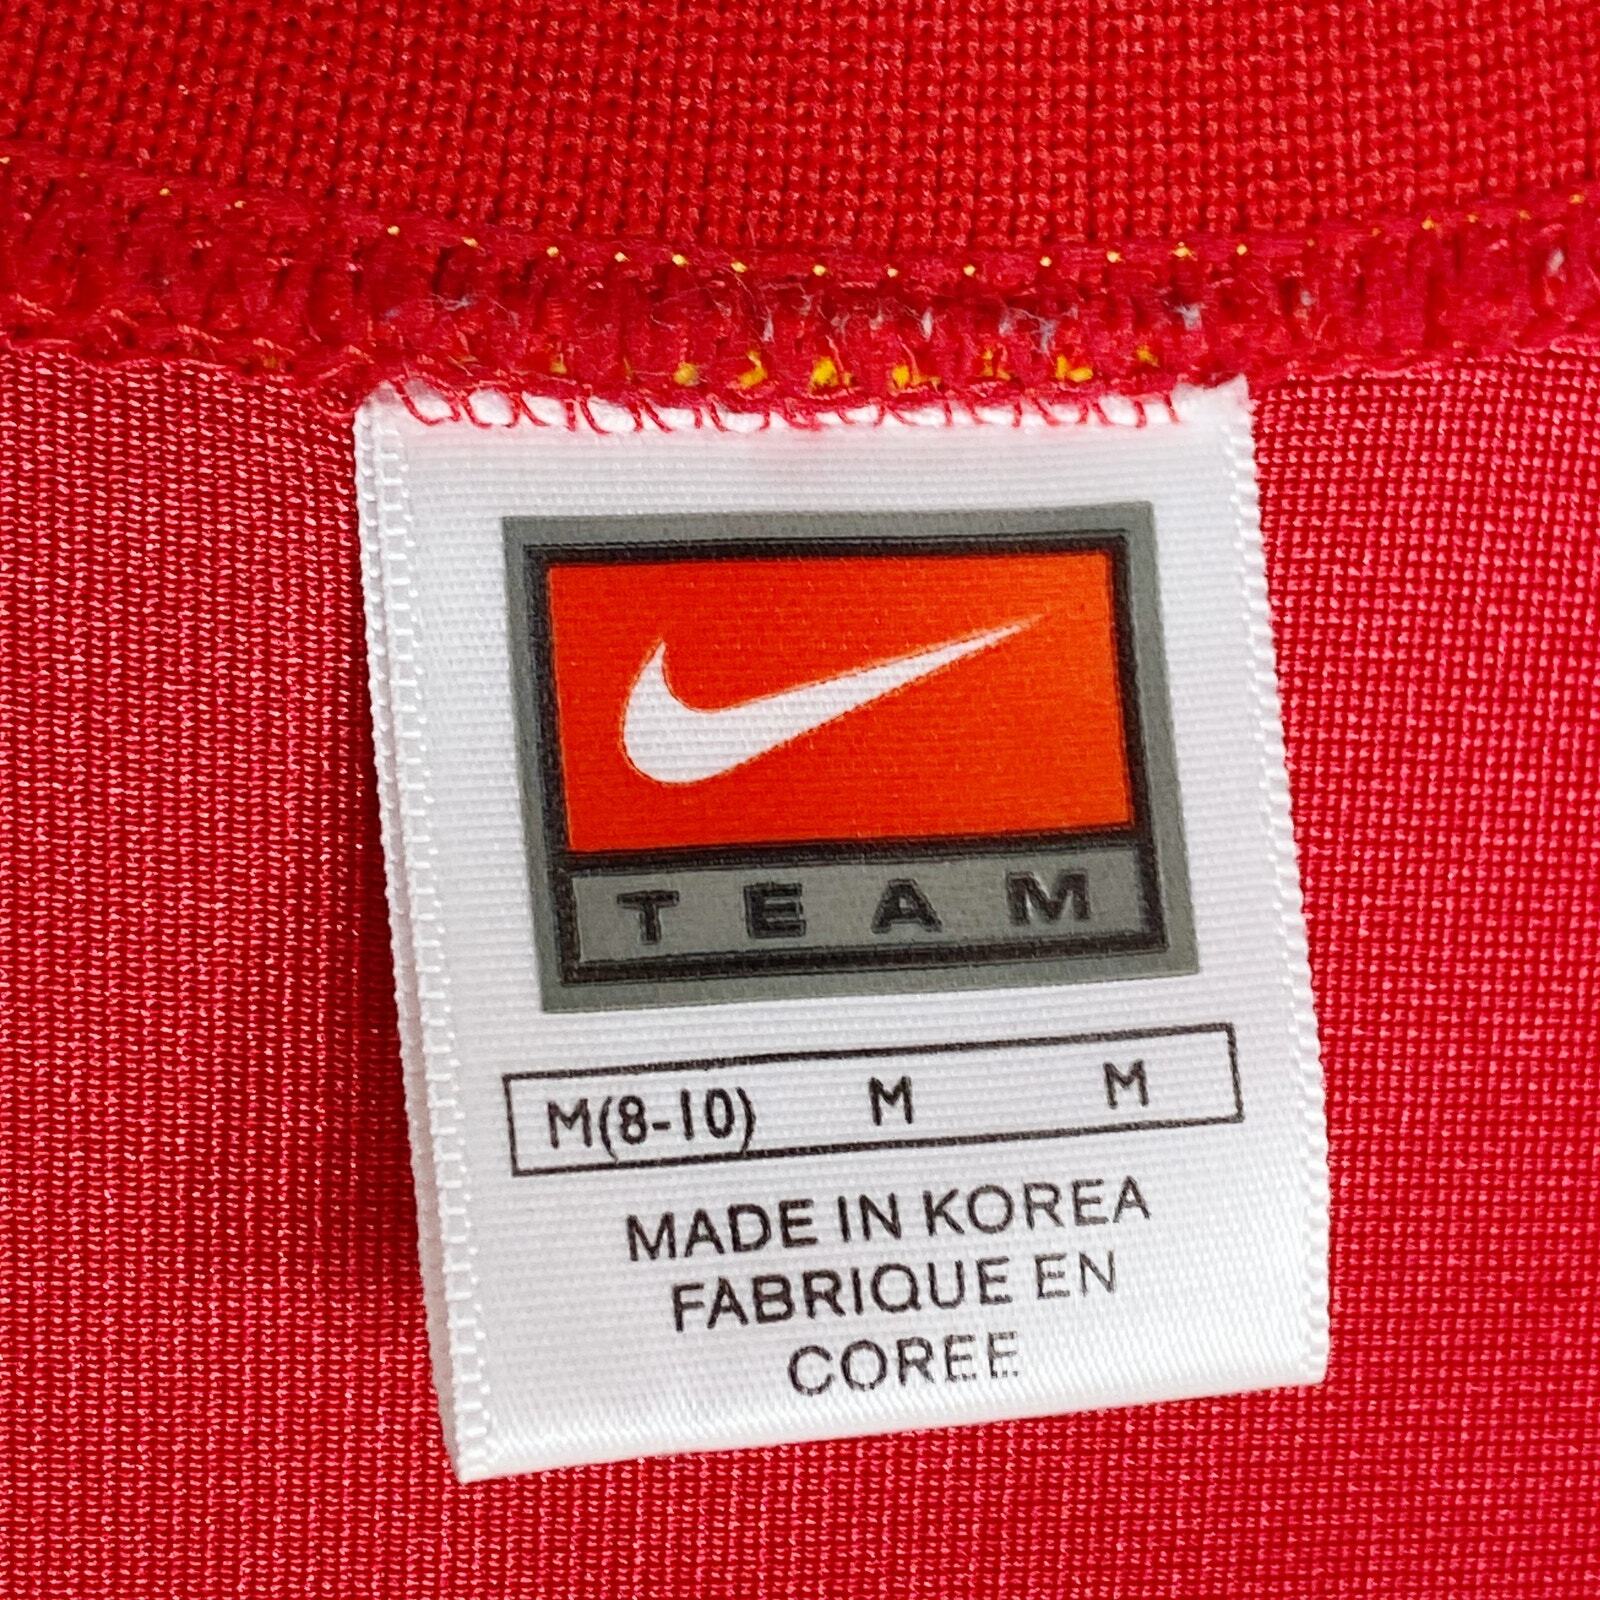 TEAM
M(8-10) M M
MADE IN KOREA
FABRIQUE EN
COREE